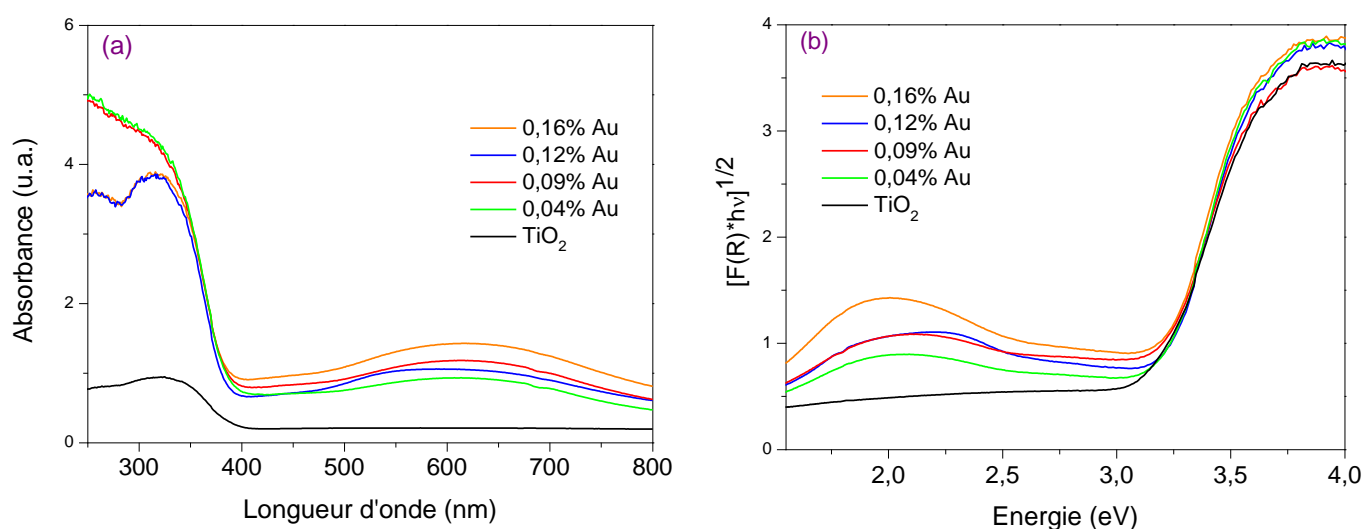 (a)
6
5
4
3
2
1
0
Absorbance (u.a.)
0,16% Au
0,12% Au
0,09% Au
0,04% Au
TiO2
300 400 500 600 700 800
Longueur d'onde (nm)
(b)
4
3
2
1
0
[F(R)*hν]1/2
0,16% Au
0,12% Au
0,09% Au
0,04% Au
TiO2
2,0 2,5 3,0 3,5 4,0
Energie (eV)